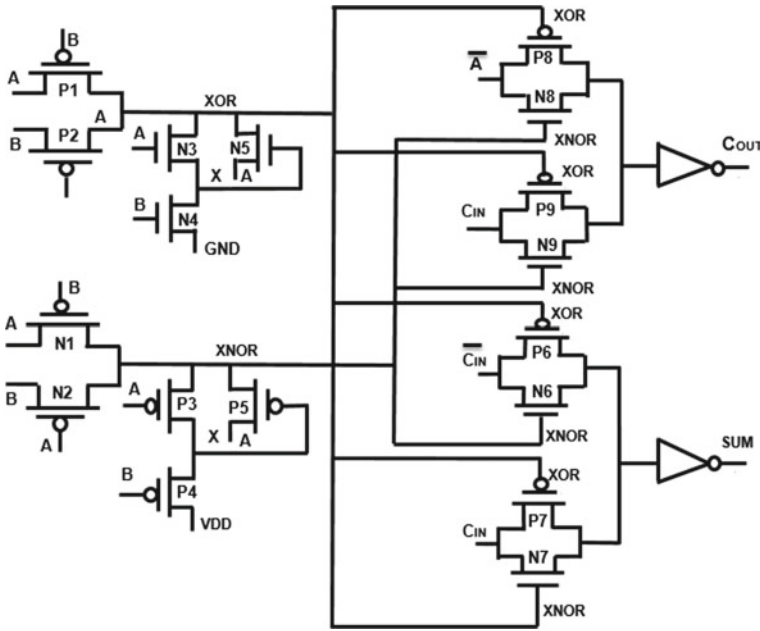 B
A
P1
A
P2
B
XOR
A
N3
N5
X
A
B
N4
GND
B
A
N1
N2
B
A
XNOR
A
P3
P5
X
A
B
P4
VDD
XOR
A
P8
N8
XNOR
XOR
CIN
P9
N9
XNOR
COUT
XOR
CIN
P6
N6
XNOR
XOR
CIN
P7
N7
XNOR
SUM